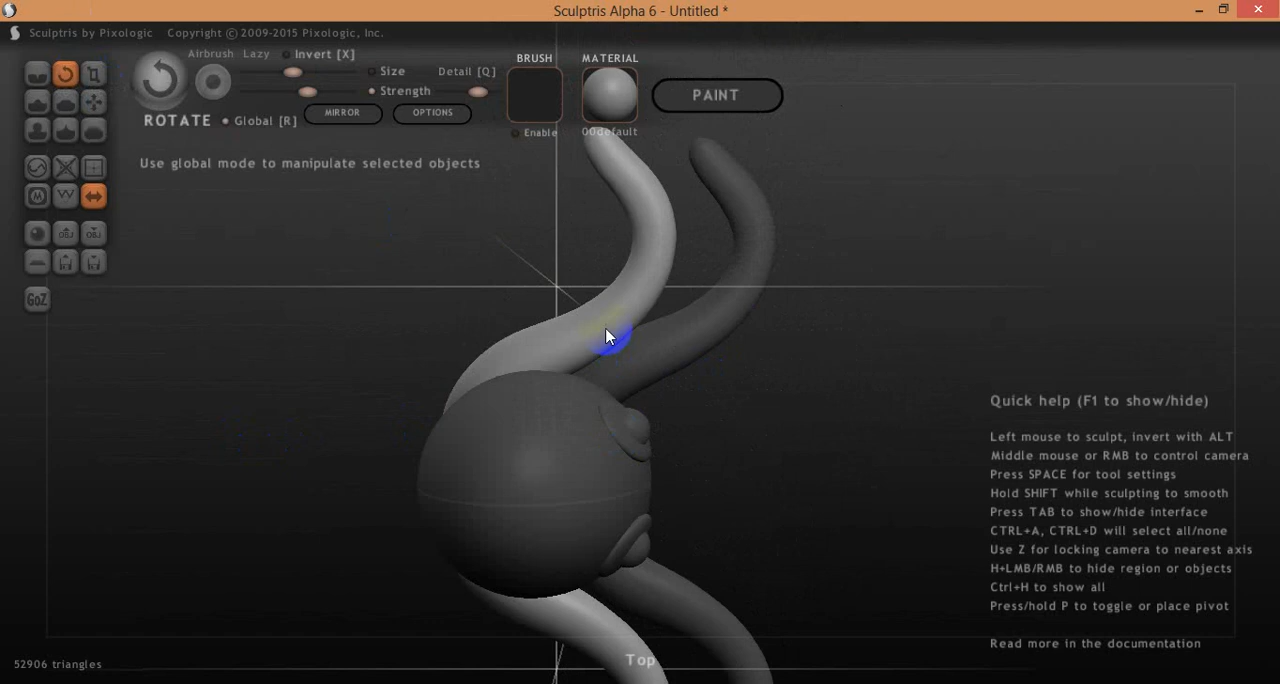 Sculptris Alpha 6 - Untitled *
Sculptris by Pixologic Copyright © 2009-2015 Pixologic, Inc.
Airbrush Lazy Invert [X]
Size Detail [Q]
Strength
ROTATE Global [R] MIRROR OPTIONS
BRUSH MATERIAL
Enable 00default
PAINT
Use global mode to manipulate selected objects
OBJ OBJ
GoZ
Quick help (F1 to show/hide)
Left mouse to sculpt, invert with ALT
Middle mouse or RMB to control camera
Press SPACE for tool settings
Hold SHIFT while sculpting to smooth
Press TAB to show/hide interface
CTRL+A, CTRL+D will select all/none
Use Z for locking camera to nearest axis
H+LMB/RMB to hide region or objects
Ctrl+H to show all
Press/hold P to toggle or place pivot
Read more in the documentation
52906 triangles
Top